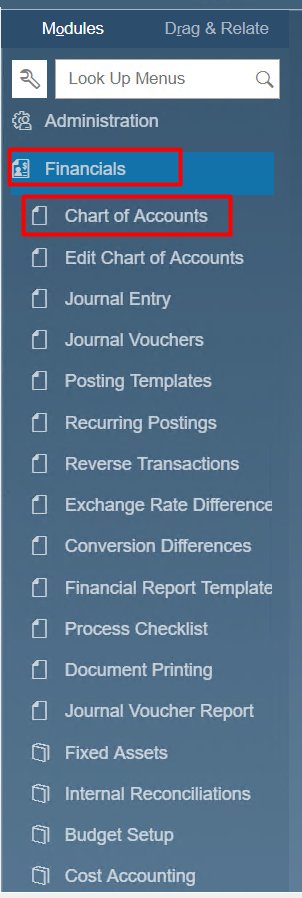 Modules Drag & Relate
Look Up Menus
Administration
Financials
Chart of Accounts
Edit Chart of Accounts
Journal Entry
Journal Vouchers
Posting Templates
Recurring Postings
Reverse Transactions
Exchange Rate Difference
Conversion Differences
Financial Report Template
Process Checklist
Document Printing
Journal Voucher Report
Fixed Assets
Internal Reconciliations
Budget Setup
Cost Accounting